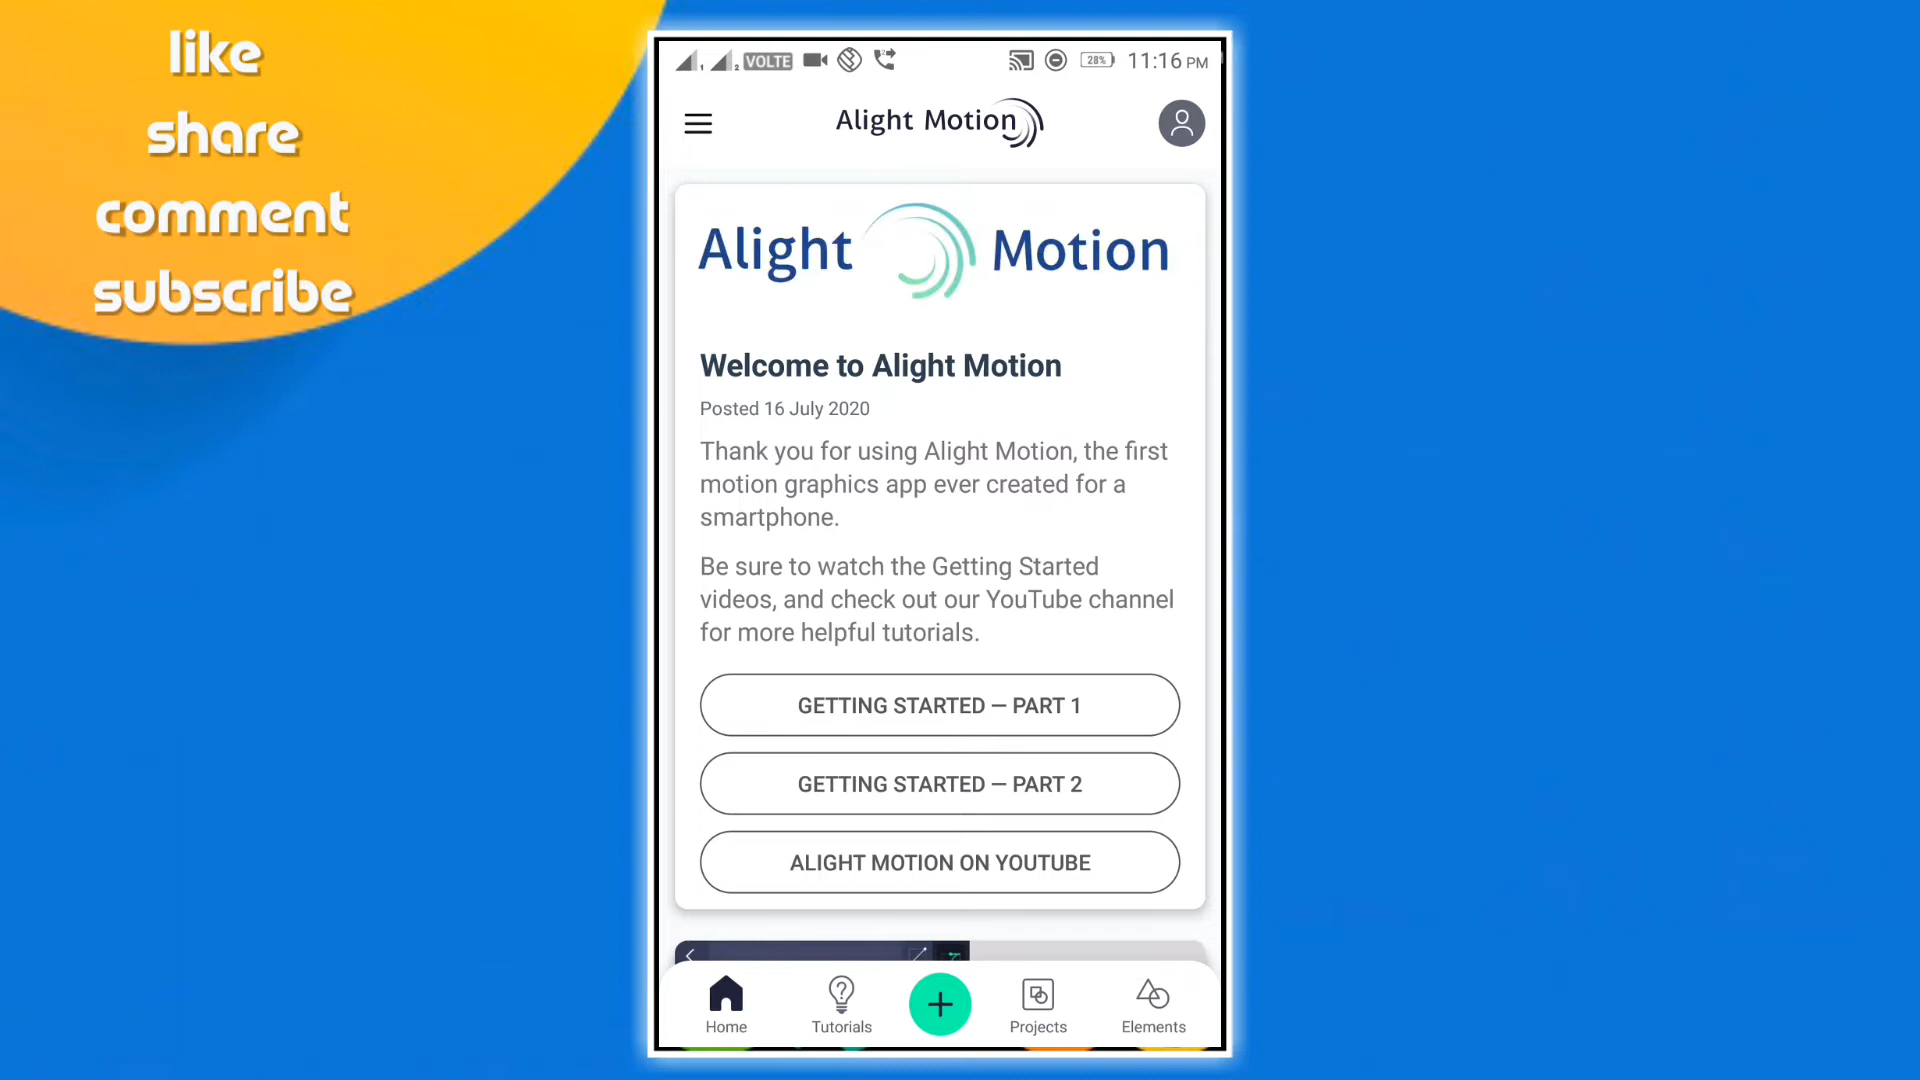 like
share
comment
subscribe
1 2 VOLTE 28% 11:16 PM
Alight Motion
Alight Motion
Welcome to Alight Motion
Posted 16 July 2020
Thank you for using Alight Motion, the first
motion graphics app ever created for a
smartphone.
Be sure to watch the Getting Started
videos, and check out our YouTube channel
for more helpful tutorials.
GETTING STARTED — PART 1
GETTING STARTED — PART 2
ALIGHT MOTION ON YOUTUBE
Home
Tutorials
Projects
Elements